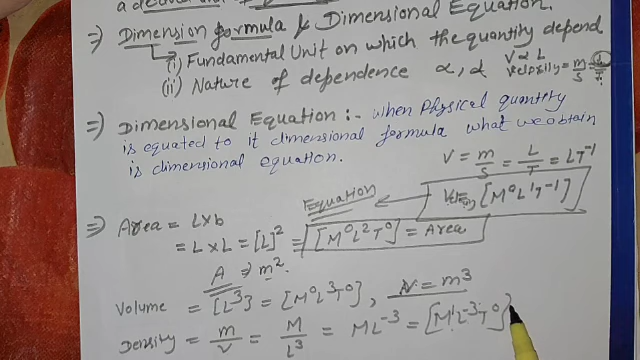 a de
=> Dimension formula & Dimensional Equation.
(i) Fundamental Unit on which the quantity depend
(ii) Nature of dependence α, α
V ∝ L
Velocity = m/s = L/T
=> Dimensional Equation :- when Physical quantity
is equated to it dimensional formula what we obtain
is dimensional equation.
V = m/s = L/T = LT⁻¹
[M⁰L¹T⁻¹]
Equation
=> Area = L×b
= L×L = [L]² = [M⁰L²T⁰] = Area
A => m².
Volume = [L³] = [M⁰L³T⁰], V = m³
Density = m/V = M/L³ = ML⁻³ = [M¹L⁻³T⁰]